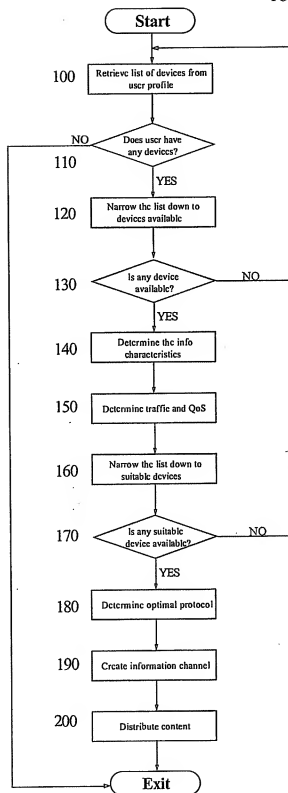 Start
100
Retrieve list of devices from
user profile
NO
Does user have
any devices?
110
YES
120
Narrow the list down to
devices available
130
Is any device
available?
NO
YES
140
Determine the info
characteristics
150
Determine traffic and QoS
160
Narrow the list down to
suitable devices
170
Is any suitable
device available?
NO
YES
180
Determine optimal protocol
190
Create information channel
200
Distribute content
Exit